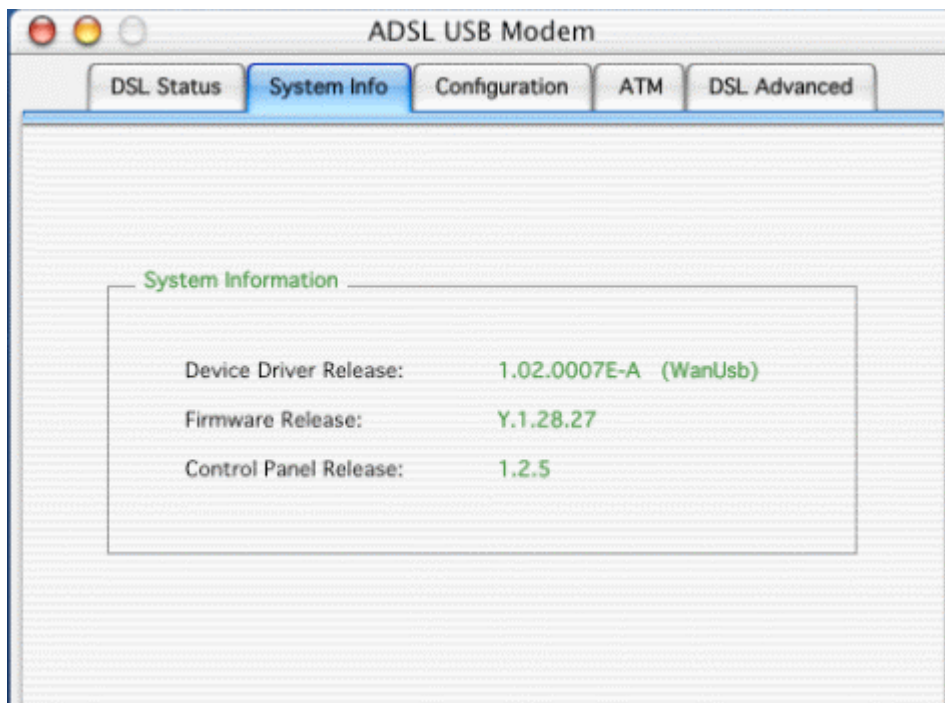 ADSL USB Modem
DSL Status System Info Configuration ATM DSL Advanced
System Information
Device Driver Release: 1.02.0007E-A (WanUsb)
Firmware Release: Y.1.28.27
Control Panel Release: 1.2.5